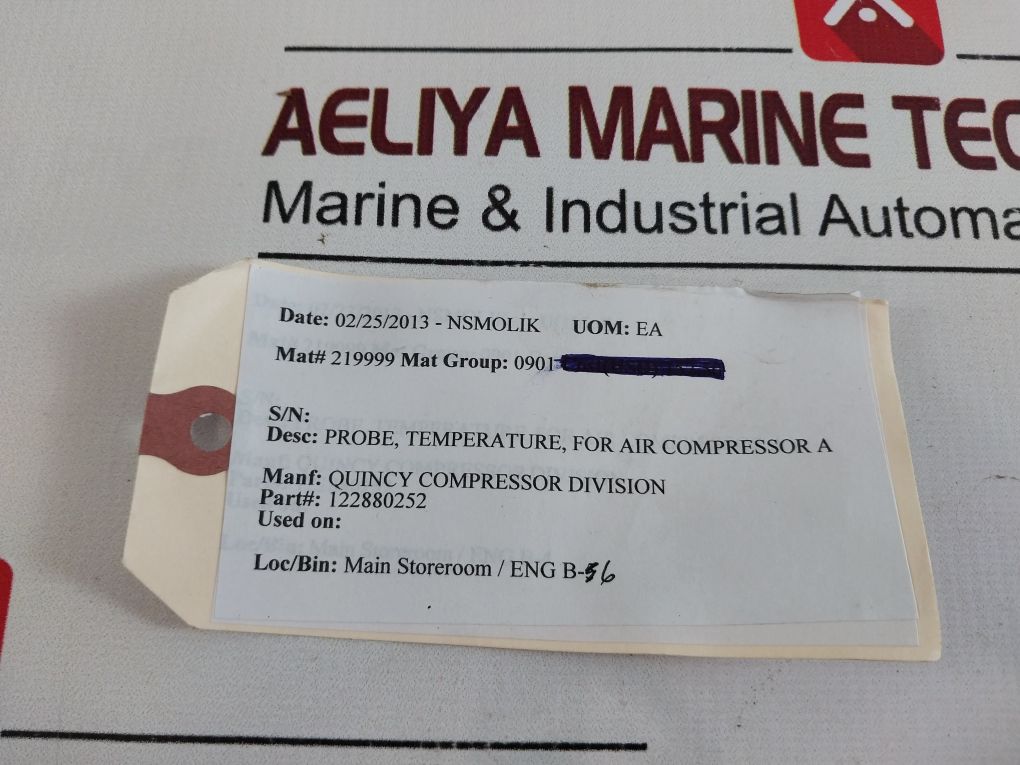 AELIYA MARINE TEC
Marine & Industrial Automa
Date: 02/25/2013 - NSMOLIK UOM: EA
Mat# 219999 Mat Group: 0901
S/N:
Desc: PROBE, TEMPERATURE, FOR AIR COMPRESSOR A
Manf: QUINCY COMPRESSOR DIVISION
Part#: 122880252
Used on:
Loc/Bin: Main Storeroom / ENG B-56